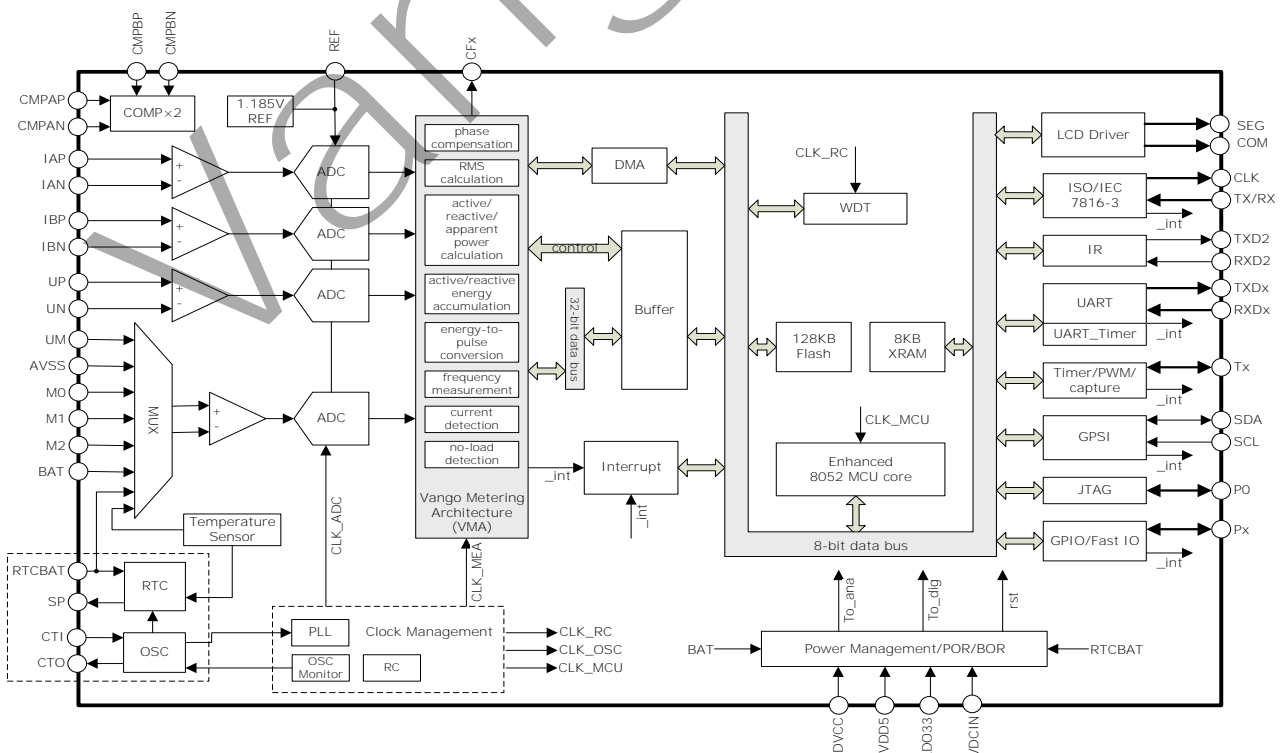 CMPBP
CMPBN
REF
CFx
CMPAP
CMPAN
COMP×2
1.185V
REF
IAP
IAN
+
-
ADC
IBP
IBN
+
-
ADC
UP
UN
+
-
ADC
UM
AVSS
M0
M1
M2
BAT
MUX
+
-
ADC
Temperature
Sensor
RTCBAT
SP
CTI
CTO
RTC
OSC
phase
compensation
RMS
calculation
active/
reactive/
apparent
power
calculation
active/reactive
energy
accumulation
energy-to-
pulse
conversion
frequency
measurement
current
detection
no-load
detection
Vango Metering
Architecture
(VMA)
CLK_ADC
CLK_MEA
PLL
Clock Management
OSC
Monitor
RC
CLK_RC
CLK_OSC
CLK_MCU
DMA
control
Buffer
32-bit data bus
_int
Interrupt
_int
CLK_RC
WDT
128KB
Flash
8KB
XRAM
CLK_MCU
Enhanced
8052 MCU core
8-bit data bus
To_ana
To_dig
rst
BAT
Power Management/POR/BOR
RTCBAT
DVCC
VDD5
LDO33
VDCIN
LCD Driver
SEG
COM
ISO/IEC
7816-3
CLK
TX/RX
_int
IR
TXD2
RXD2
UART
UART_Timer
TXDx
RXDx
_int
Timer/PWM/
capture
Tx
_int
GPSI
SDA
SCL
_int
JTAG
P0
GPIO/Fast IO
Px
_int